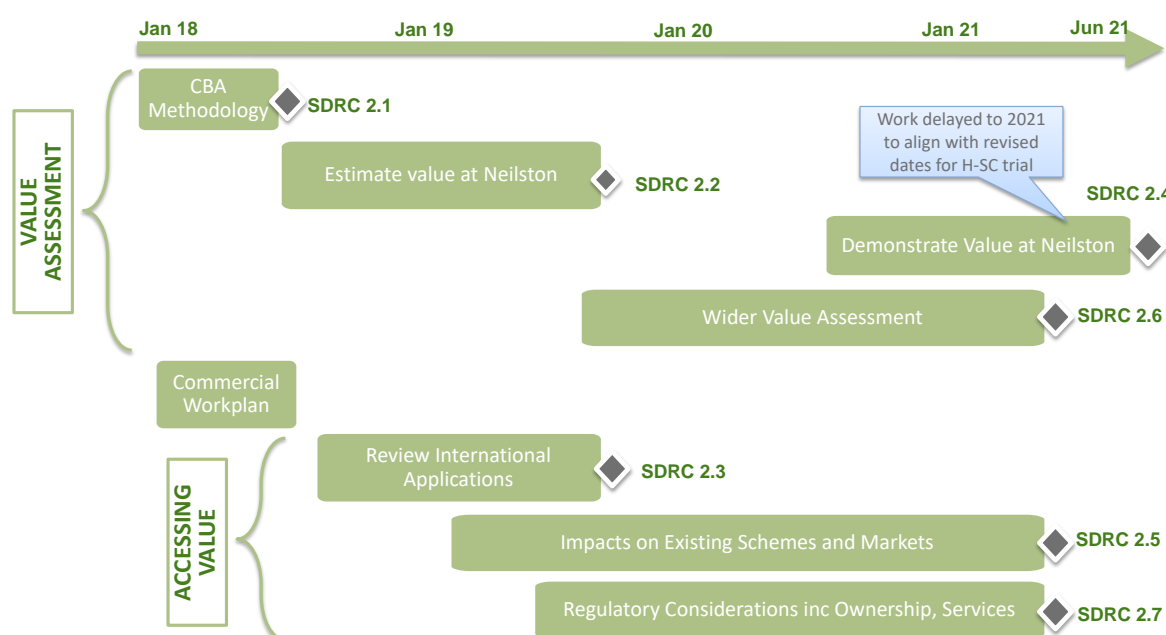 Jan 18
Jan 19
Jan 20
Jan 21
Jun 21
VALUE
ASSESSMENT
CBA
Methodology
SDRC 2.1
Estimate value at Neilston
SDRC 2.2
Work delayed to 2021
to align with revised
dates for H-SC trial
SDRC 2.4
Demonstrate Value at Neilston
Wider Value Assessment
SDRC 2.6
Commercial
Workplan
ACCESSING
VALUE
Review International
Applications
SDRC 2.3
Impacts on Existing Schemes and Markets
SDRC 2.5
Regulatory Considerations inc Ownership, Services
SDRC 2.7